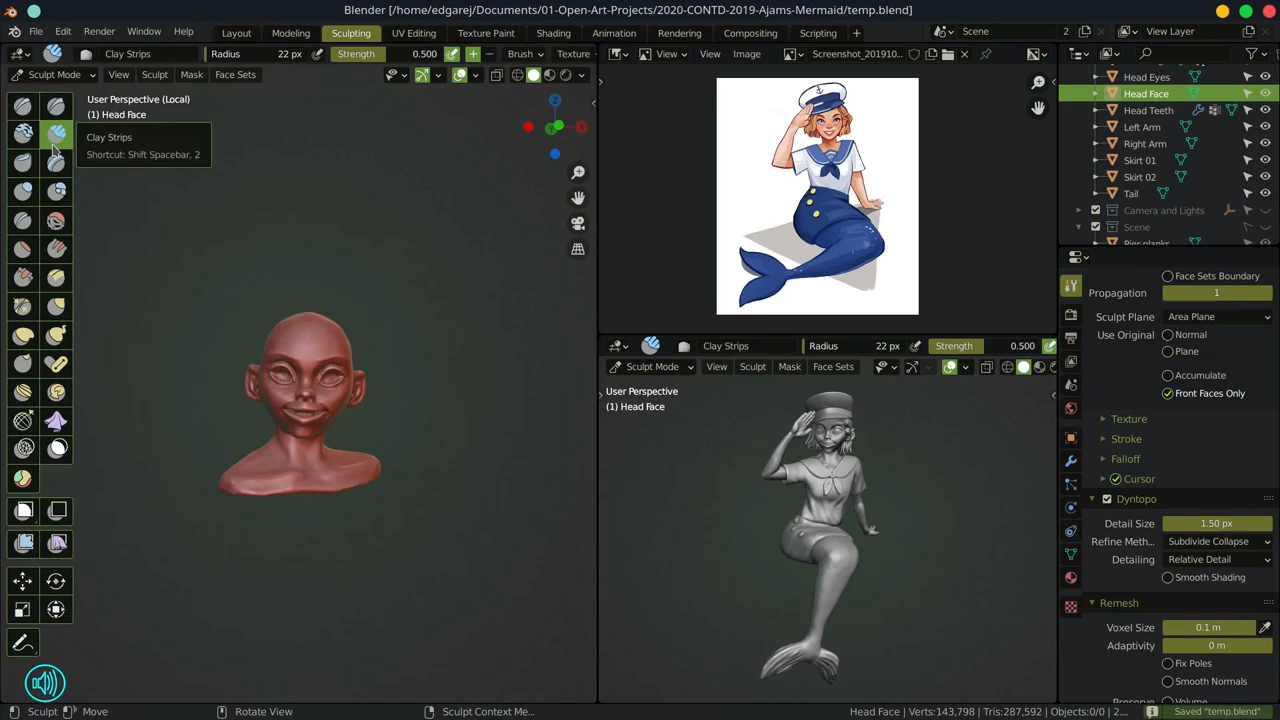 Blender [/home/edgarej/Documents/01-Open-Art-Projects/2020-CONTD-2019-Ajams-Mermaid/temp.blend]
File Edit Render Window Help Layout Modeling Sculpting UV Editing Texture Paint Shading Animation Rendering Compositing Scripting + Scene 2 View Layer
Clay Strips Radius 22 px Strength 0.500 Brush Texture
Sculpt Mode View Sculpt Mask Face Sets
User Perspective (Local)
(1) Head Face
Clay Strips
Shortcut: Shift Spacebar, 2
View View Image Screenshot_201910...
Clay Strips Radius 22 px Strength 0.500
Sculpt Mode View Sculpt Mask Face Sets
User Perspective
(1) Head Face
Head Eyes
Head Face
Head Teeth
Left Arm
Right Arm
Skirt 01
Skirt 02
Tail
Camera and Lights
Scene
Pier planks
Face Sets Boundary
Propagation 1
Sculpt Plane Area Plane
Use Original Normal
Plane
Accumulate
Front Faces Only
Texture
Stroke
Falloff
Cursor
Dyntopo
Detail Size 1.50 px
Refine Meth... Subdivide Collapse
Detailing Relative Detail
Smooth Shading
Remesh
Voxel Size 0.1 m
Adaptivity 0 m
Fix Poles
Smooth Normals
Preserve Volume
Sculpt Move Rotate View Sculpt Context Me... Head Face | Verts:143,798 | Tris:287,592 | Objects:0/0 | 2.... Saved "temp.blend"